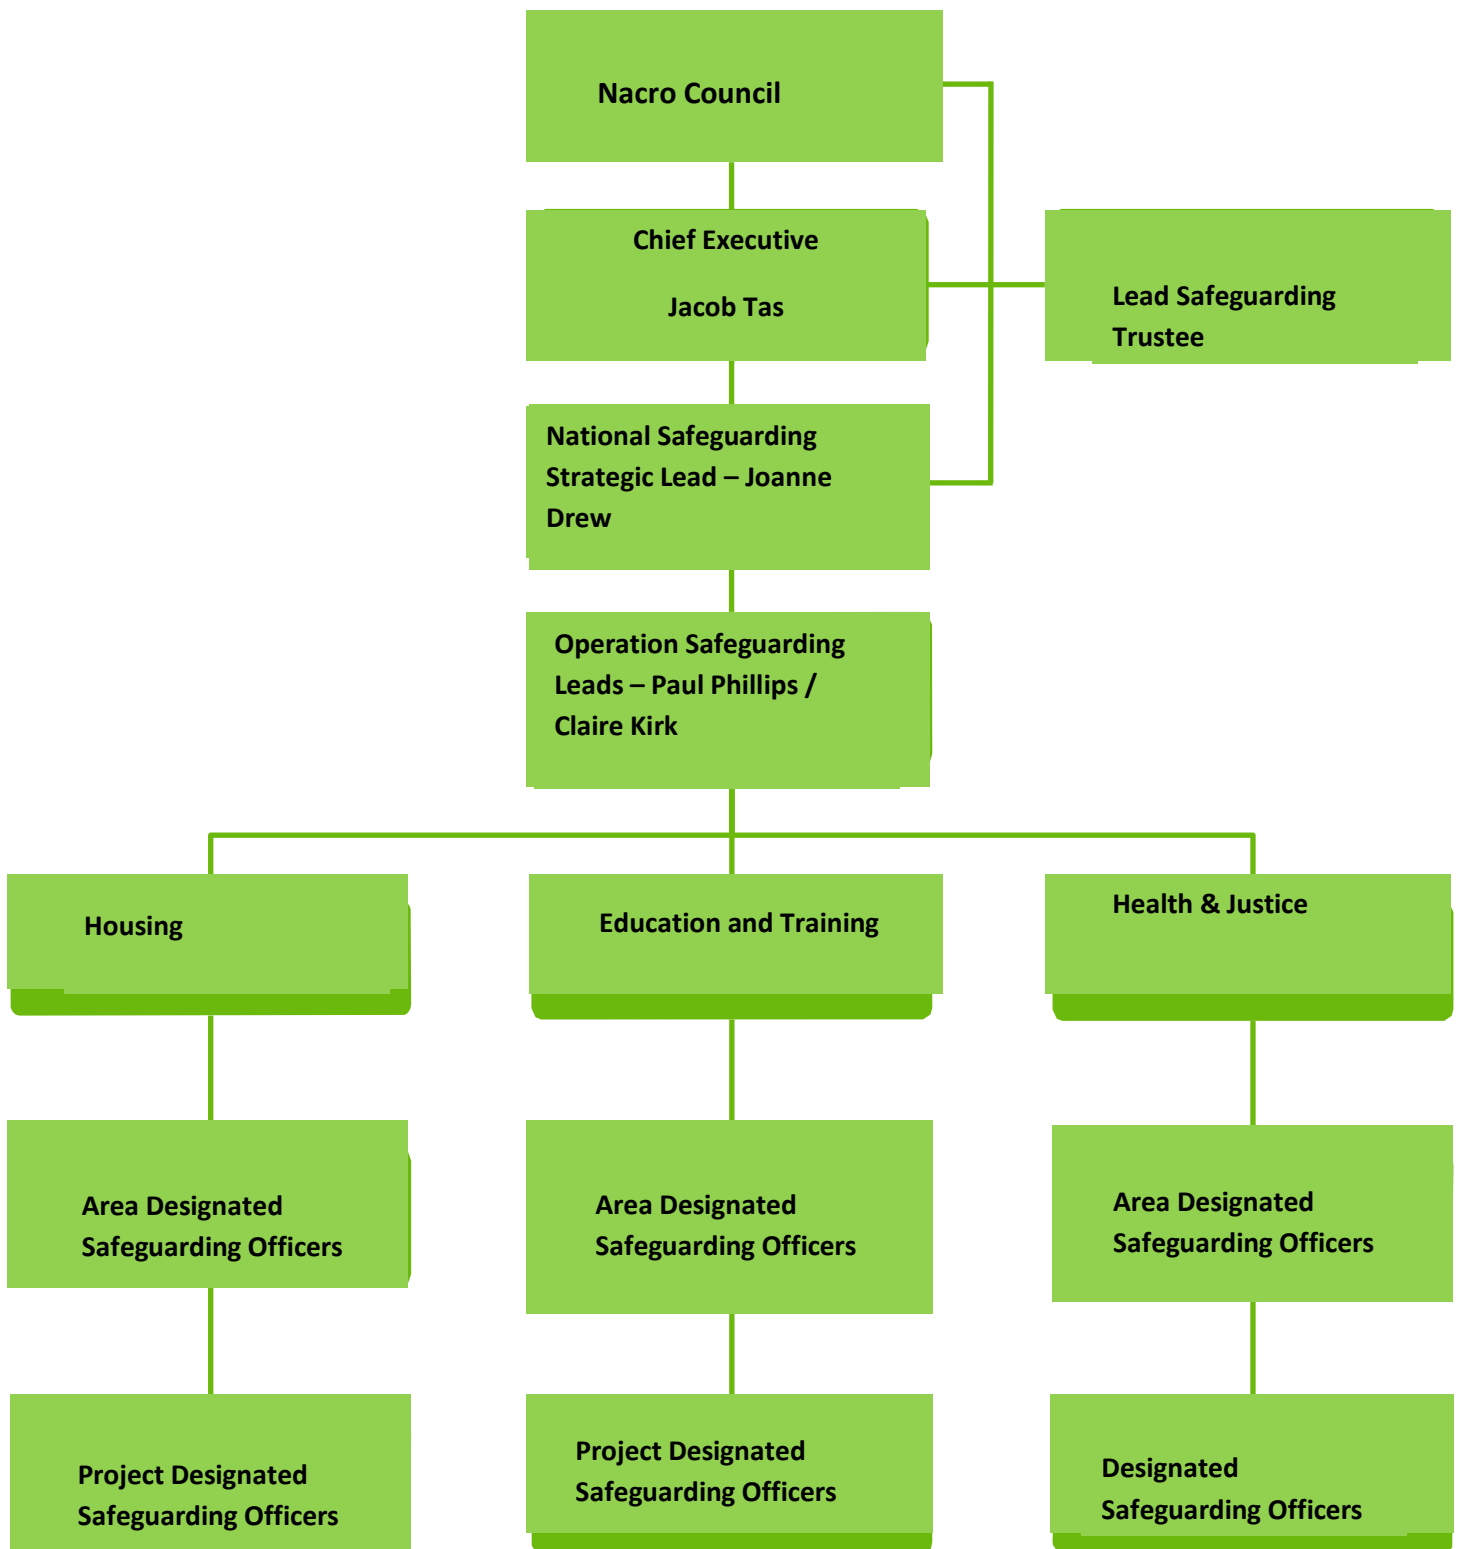 Nacro Council
Chief Executive
Jacob Tas
Lead Safeguarding
Trustee
National Safeguarding
Strategic Lead – Joanne
Drew
Operation Safeguarding
Leads – Paul Phillips /
Claire Kirk
Housing
Education and Training
Health & Justice
Area Designated
Safeguarding Officers
Area Designated
Safeguarding Officers
Area Designated
Safeguarding Officers
Project Designated
Safeguarding Officers
Project Designated
Safeguarding Officers
Designated
Safeguarding Officers